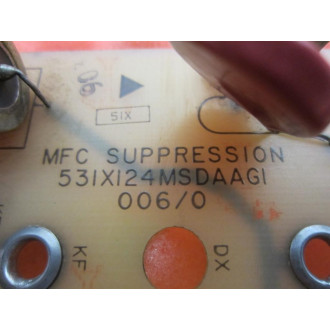 06
SIX
MFC SUPPRESSION
531X124MSDAAG1
006/0
KF
DX